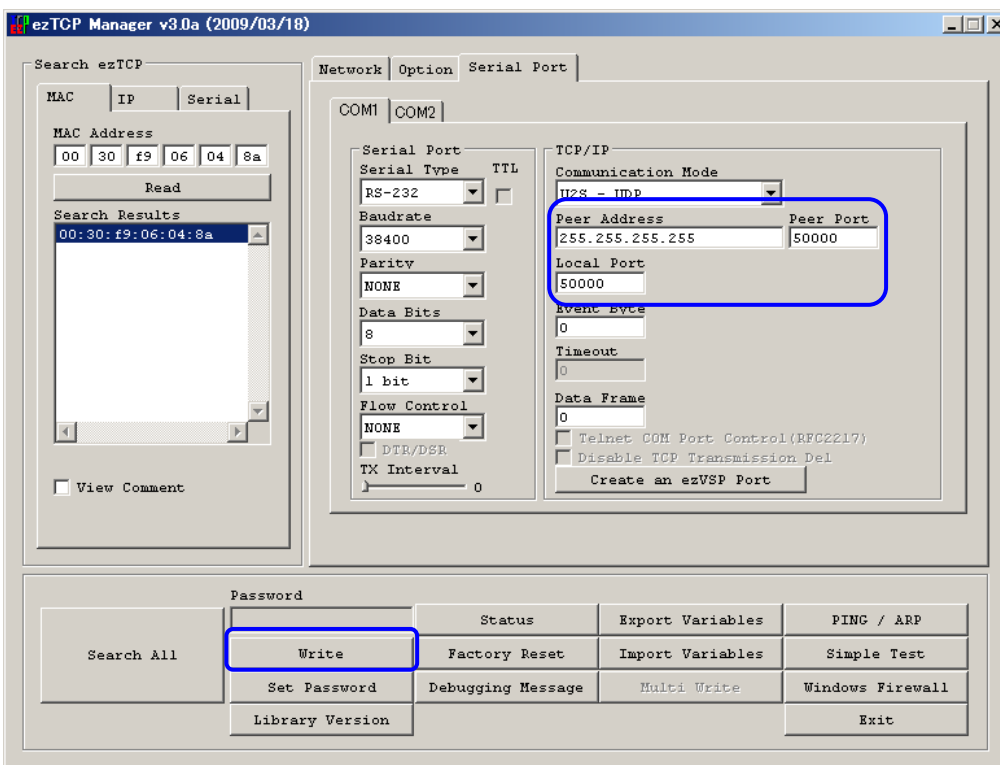 ezTCP Manager v3.0a (2009/03/18)
Search ezTCP
MAC IP Serial
MAC Address
00 30 f9 06 04 8a
Read
Search Results
00:30:f9:06:04:8a
View Comment
Network Option Serial Port
COM1 COM2
Serial Port
Serial Type TTL
RS-232
Baudrate
38400
Parity
NONE
Data Bits
8
Stop Bit
1 bit
Flow Control
NONE
DTR/DSR
TX Interval
0
TCP/IP
Communication Mode
U2S - UDP
Peer Address Peer Port
255.255.255.255 50000
Local Port
50000
Event Byte
0
Timeout
0
Data Frame
0
Telnet COM Port Control(RFC2217)
Disable TCP Transmission Del
Create an ezVSP Port
Password
Search All
Status Export Variables PING / ARP
Write Factory Reset Import Variables Simple Test
Set Password Debugging Message Multi Write Windows Firewall
Library Version Exit